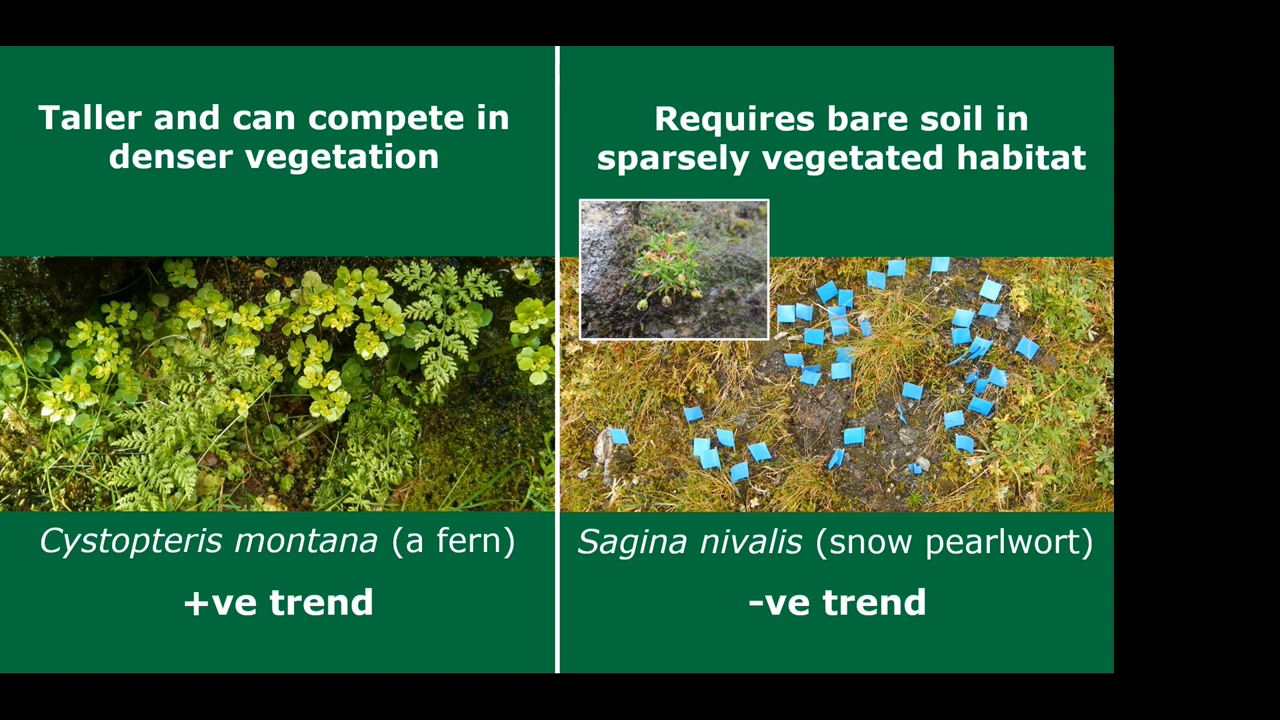 Taller and can compete in
denser vegetation
Cystopteris montana (a fern)
+ve trend
Requires bare soil in
sparsely vegetated habitat
Sagina nivalis (snow pearlwort)
-ve trend